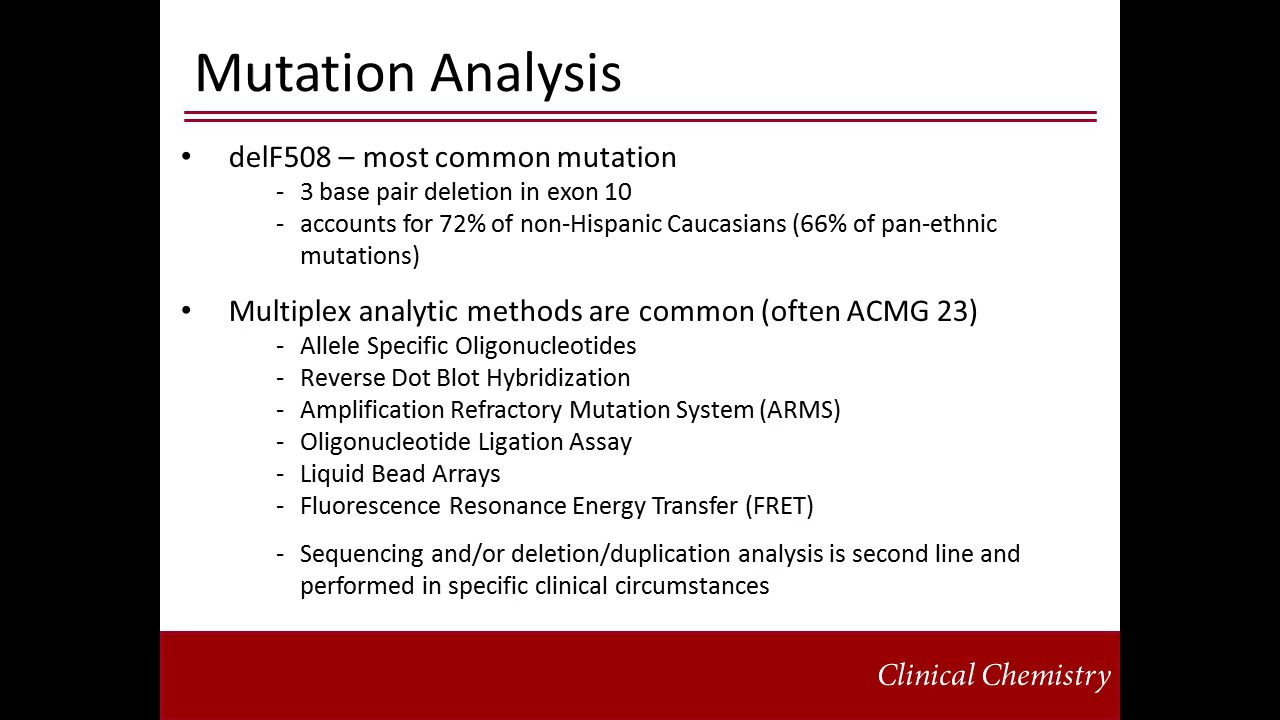 Mutation Analysis
• delF508 – most common mutation
- 3 base pair deletion in exon 10
- accounts for 72% of non-Hispanic Caucasians (66% of pan-ethnic
mutations)
• Multiplex analytic methods are common (often ACMG 23)
- Allele Specific Oligonucleotides
- Reverse Dot Blot Hybridization
- Amplification Refractory Mutation System (ARMS)
- Oligonucleotide Ligation Assay
- Liquid Bead Arrays
- Fluorescence Resonance Energy Transfer (FRET)
- Sequencing and/or deletion/duplication analysis is second line and
performed in specific clinical circumstances
Clinical Chemistry